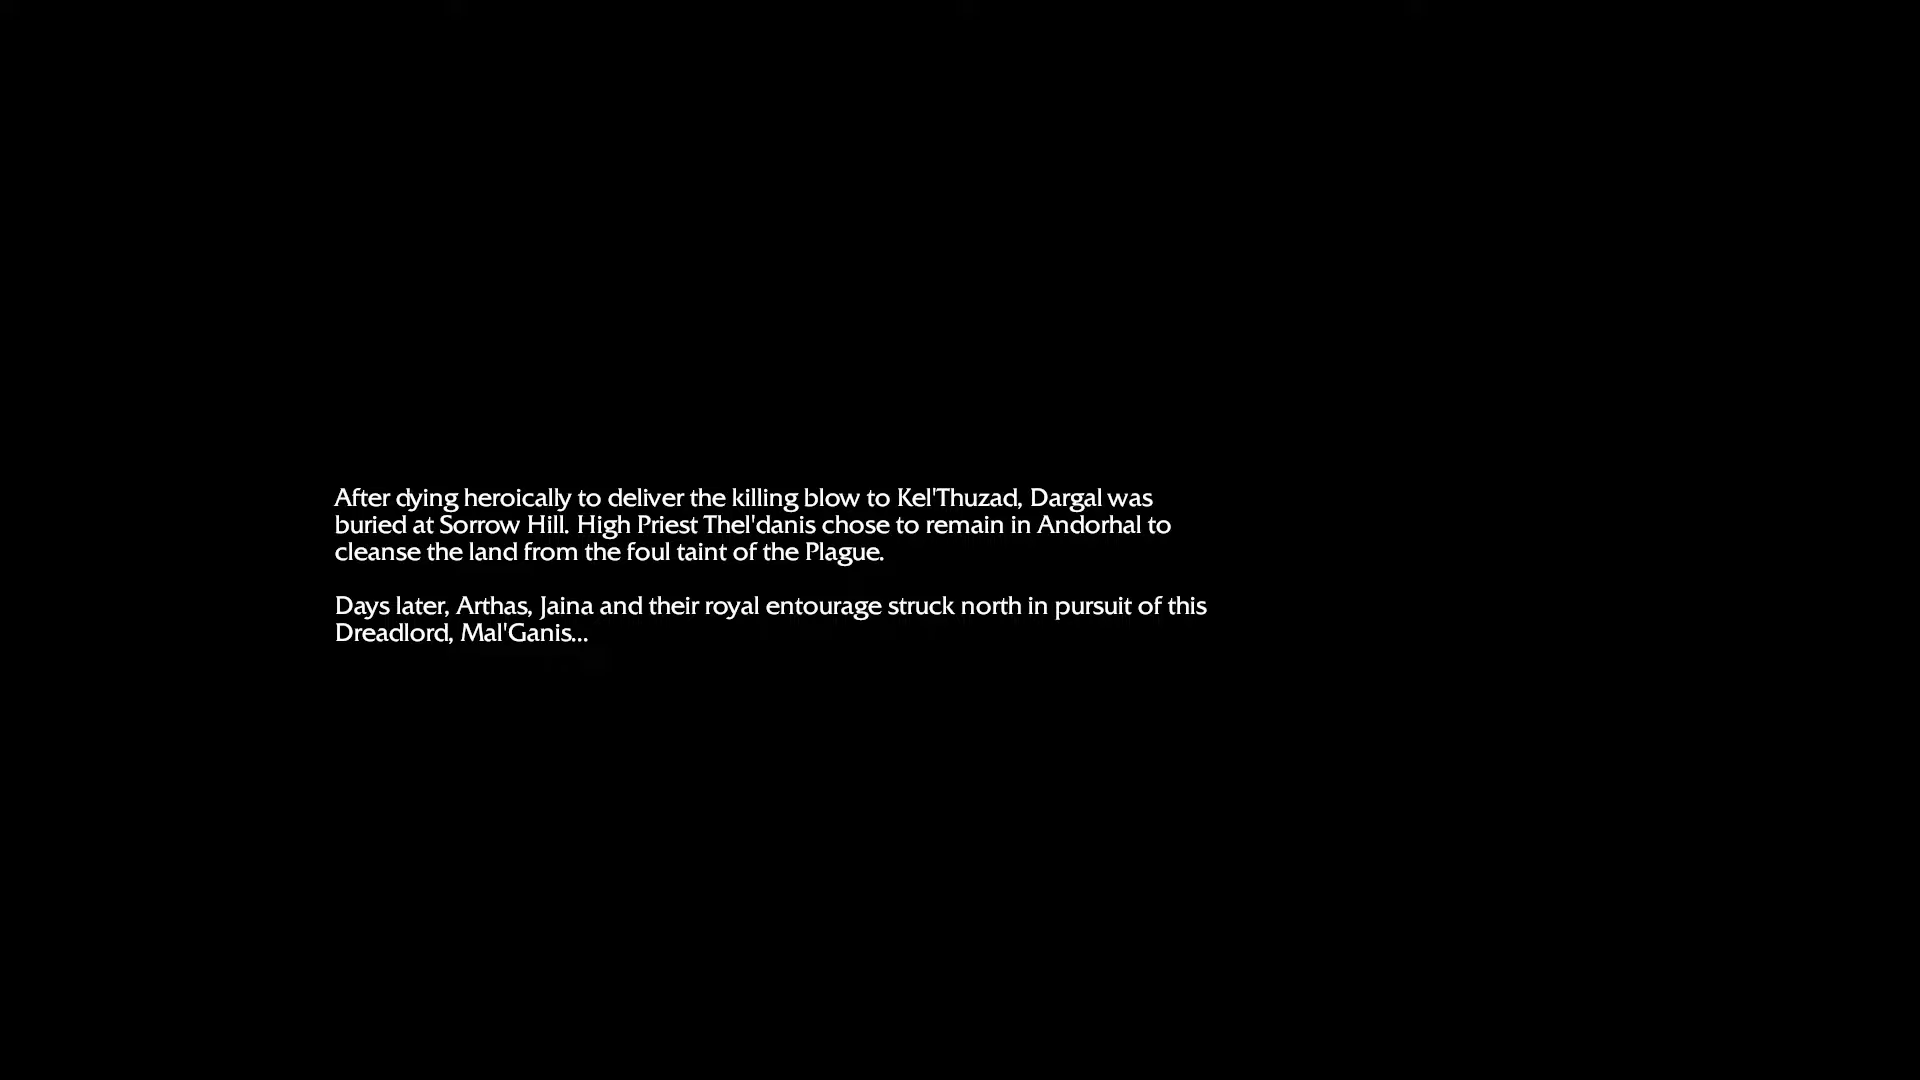 After dying heroically to deliver the killing blow to Kel'Thuzad, Dargal was
buried at Sorrow Hill. High Priest Thel'danis chose to remain in Andorhal to
cleanse the land from the foul taint of the Plague.
Days later, Arthas, Jaina and their royal entourage struck north in pursuit of this
Dreadlord, Mal'Ganis...